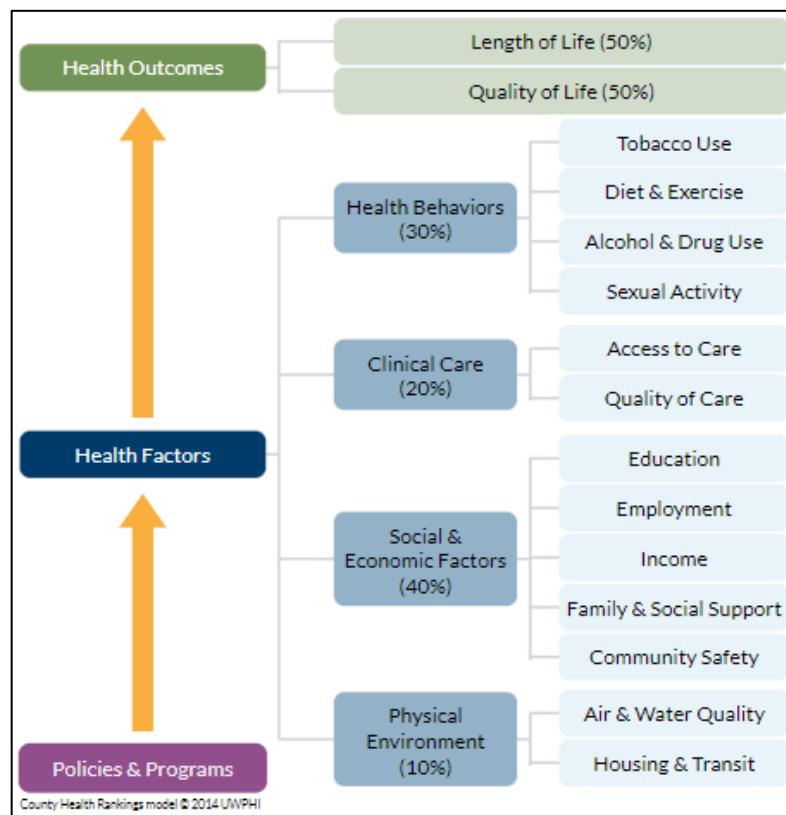 Health Outcomes
Length of Life (50%)
Quality of Life (50%)
Health Behaviors
(30%)
Tobacco Use
Diet & Exercise
Alcohol & Drug Use
Sexual Activity
Clinical Care
(20%)
Access to Care
Quality of Care
Health Factors
Social &
Economic Factors
(40%)
Education
Employment
Income
Family & Social Support
Community Safety
Physical
Environment
(10%)
Air & Water Quality
Housing & Transit
Policies & Programs
County Health Rankings model © 2014 UWPHI